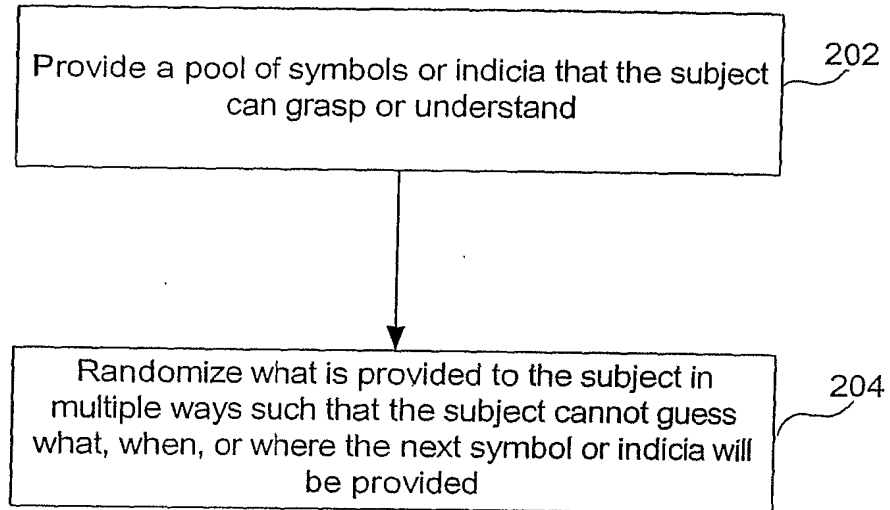 Provide a pool of symbols or indicia that the subject
can grasp or understand
202
Randomize what is provided to the subject in
multiple ways such that the subject cannot guess
what, when, or where the next symbol or indicia will
be provided
204